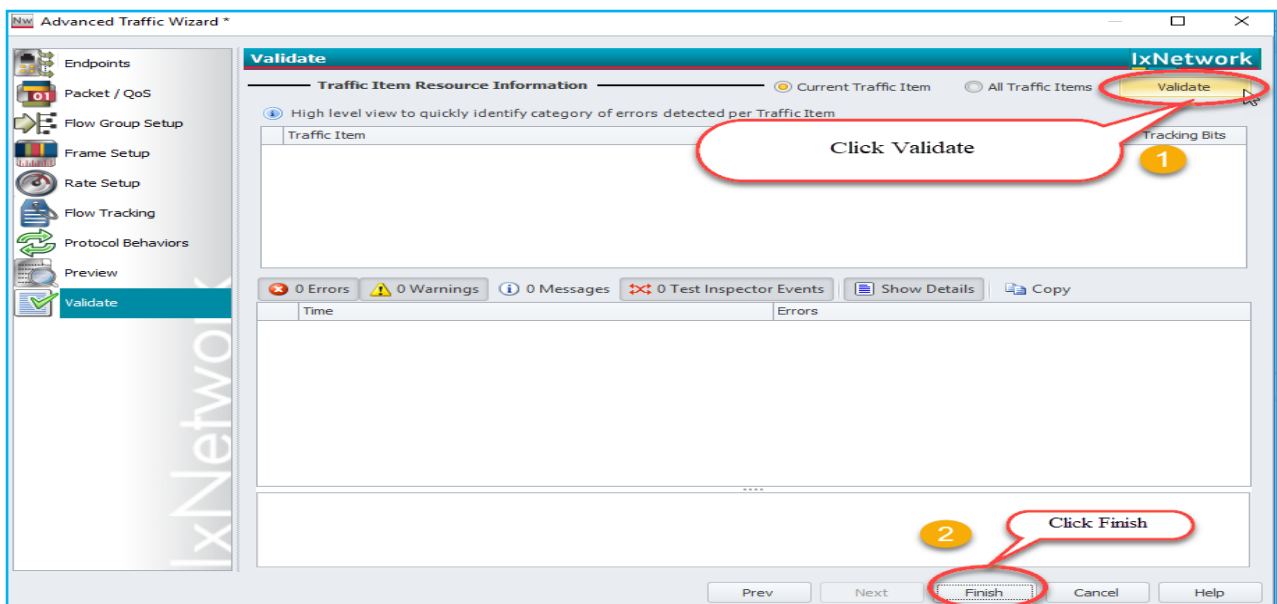 Nw Advanced Traffic Wizard *
Endpoints
Packet / QoS
Flow Group Setup
Frame Setup
Rate Setup
Flow Tracking
Protocol Behaviors
Preview
Validate
IxNetwork
Validate
IxNetwork
Traffic Item Resource Information
Current Traffic Item
All Traffic Items
Validate
High level view to quickly identify category of errors detected per Traffic Item
Traffic Item
Tracking Bits
Click Validate
1
0 Errors
0 Warnings
0 Messages
0 Test Inspector Events
Show Details
Copy
Time
Errors
2
Click Finish
Prev
Next
Finish
Cancel
Help